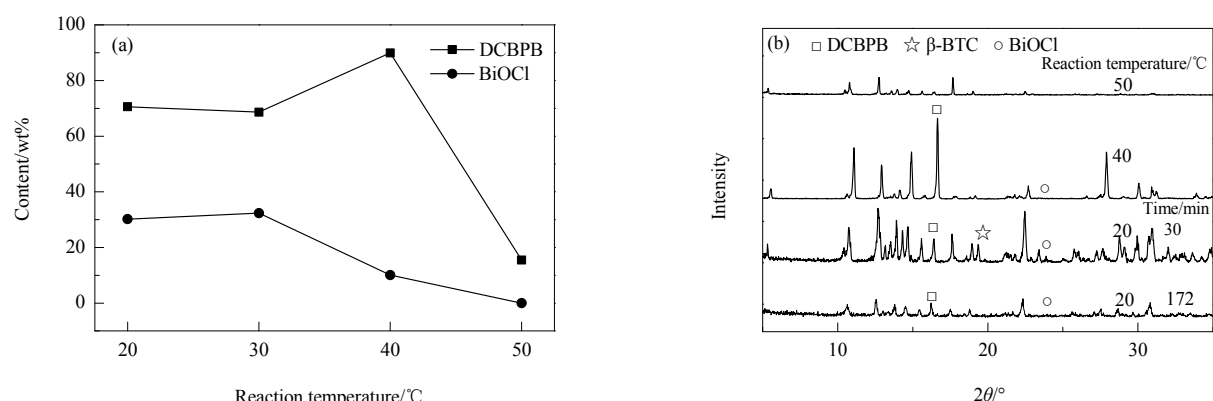 (a)
DCBPB
BiOCl
100
80
60
40
20
0
Content/wt%
20 30 40 50
Reaction temperature/℃
(b) □ DCBPB ☆ β-BTC ○ BiOCl
Reaction temperature/℃
50
40
Time/min
20 30
20 172
Intensity
10 20 30
2θ/°